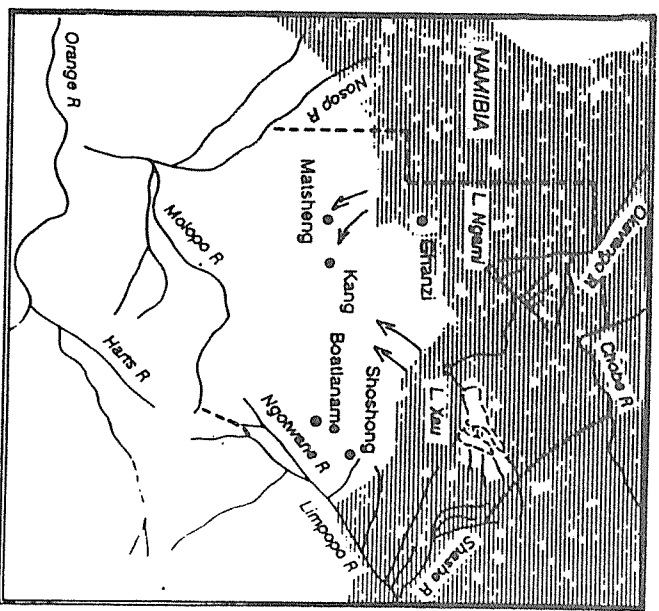 NAMIBIA
Okavango R
Chobe R
L. Ngami
Ghanzi
L. Xau
Shashe R
Nosop R
Matsheng
Kang
Boatlaname
Shoshong
Ngotwane R
Limpopo R
Molopo R
Harts R
Orange R